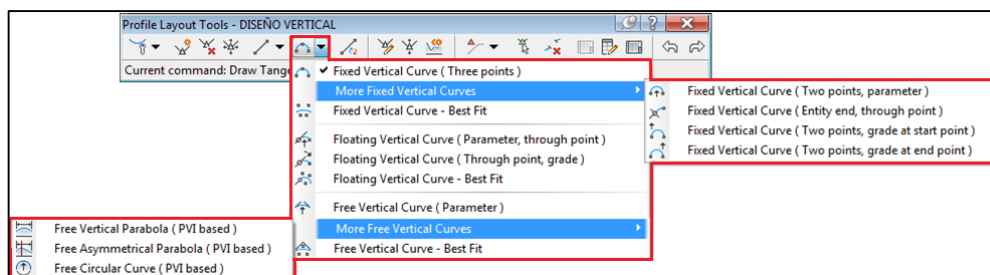 Profile Layout Tools - DISEÑO VERTICAL
Current command: Draw Tange
Fixed Vertical Curve ( Three points )
More Fixed Vertical Curves
Fixed Vertical Curve - Best Fit
Floating Vertical Curve ( Parameter, through point )
Floating Vertical Curve ( Through point, grade )
Floating Vertical Curve - Best Fit
Free Vertical Curve ( Parameter )
More Free Vertical Curves
Free Vertical Curve - Best Fit
Fixed Vertical Curve ( Two points, parameter )
Fixed Vertical Curve ( Entity end, through point )
Fixed Vertical Curve ( Two points, grade at start point )
Fixed Vertical Curve ( Two points, grade at end point )
Free Vertical Parabola ( PVI based )
Free Asymmetrical Parabola ( PVI based )
Free Circular Curve ( PVI based )